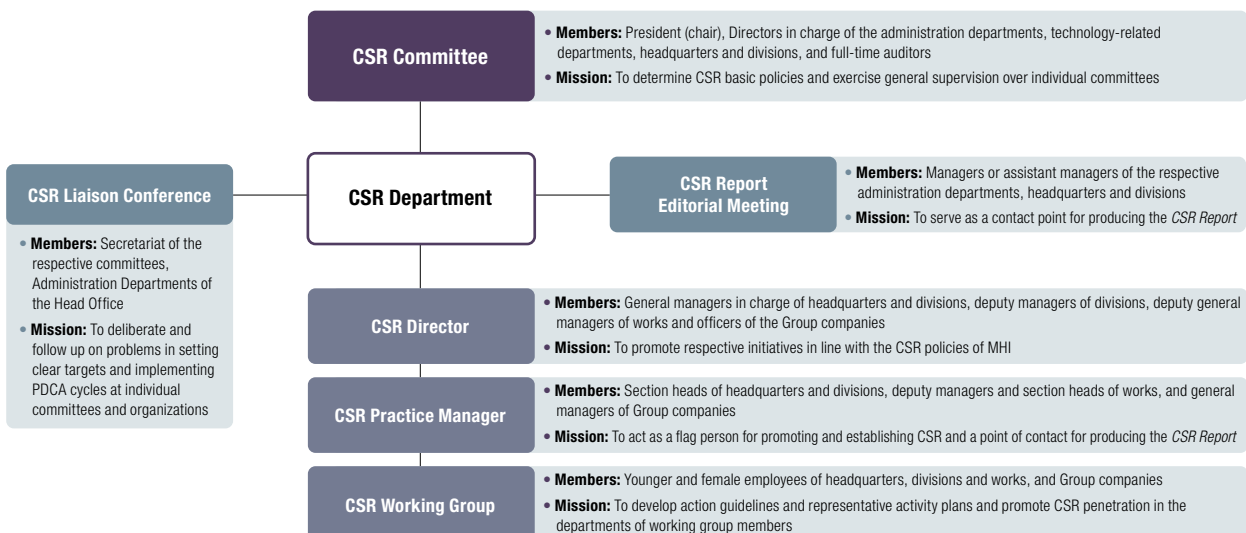 CSR Committee
• Members: President (chair), Directors in charge of the administration departments, technology-related
departments, headquarters and divisions, and full-time auditors
• Mission: To determine CSR basic policies and exercise general supervision over individual committees
CSR Liaison Conference
• Members: Secretariat of the
respective committees,
Administration Departments of
the Head Office
• Mission: To deliberate and
follow up on problems in setting
clear targets and implementing
PDCA cycles at individual
committees and organizations
CSR Department
CSR Report
Editorial Meeting
• Members: Managers or assistant managers of the respective
administration departments, headquarters and divisions
• Mission: To serve as a contact point for producing the CSR Report
CSR Director
• Members: General managers in charge of headquarters and divisions, deputy managers of divisions, deputy general
managers of works and officers of the Group companies
• Mission: To promote respective initiatives in line with the CSR policies of MHI
CSR Practice Manager
• Members: Section heads of headquarters and divisions, deputy managers and section heads of works, and general
managers of Group companies
• Mission: To act as a flag person for promoting and establishing CSR and a point of contact for producing the CSR Report
CSR Working Group
• Members: Younger and female employees of headquarters, divisions and works, and Group companies
• Mission: To develop action guidelines and representative activity plans and promote CSR penetration in the
departments of working group members